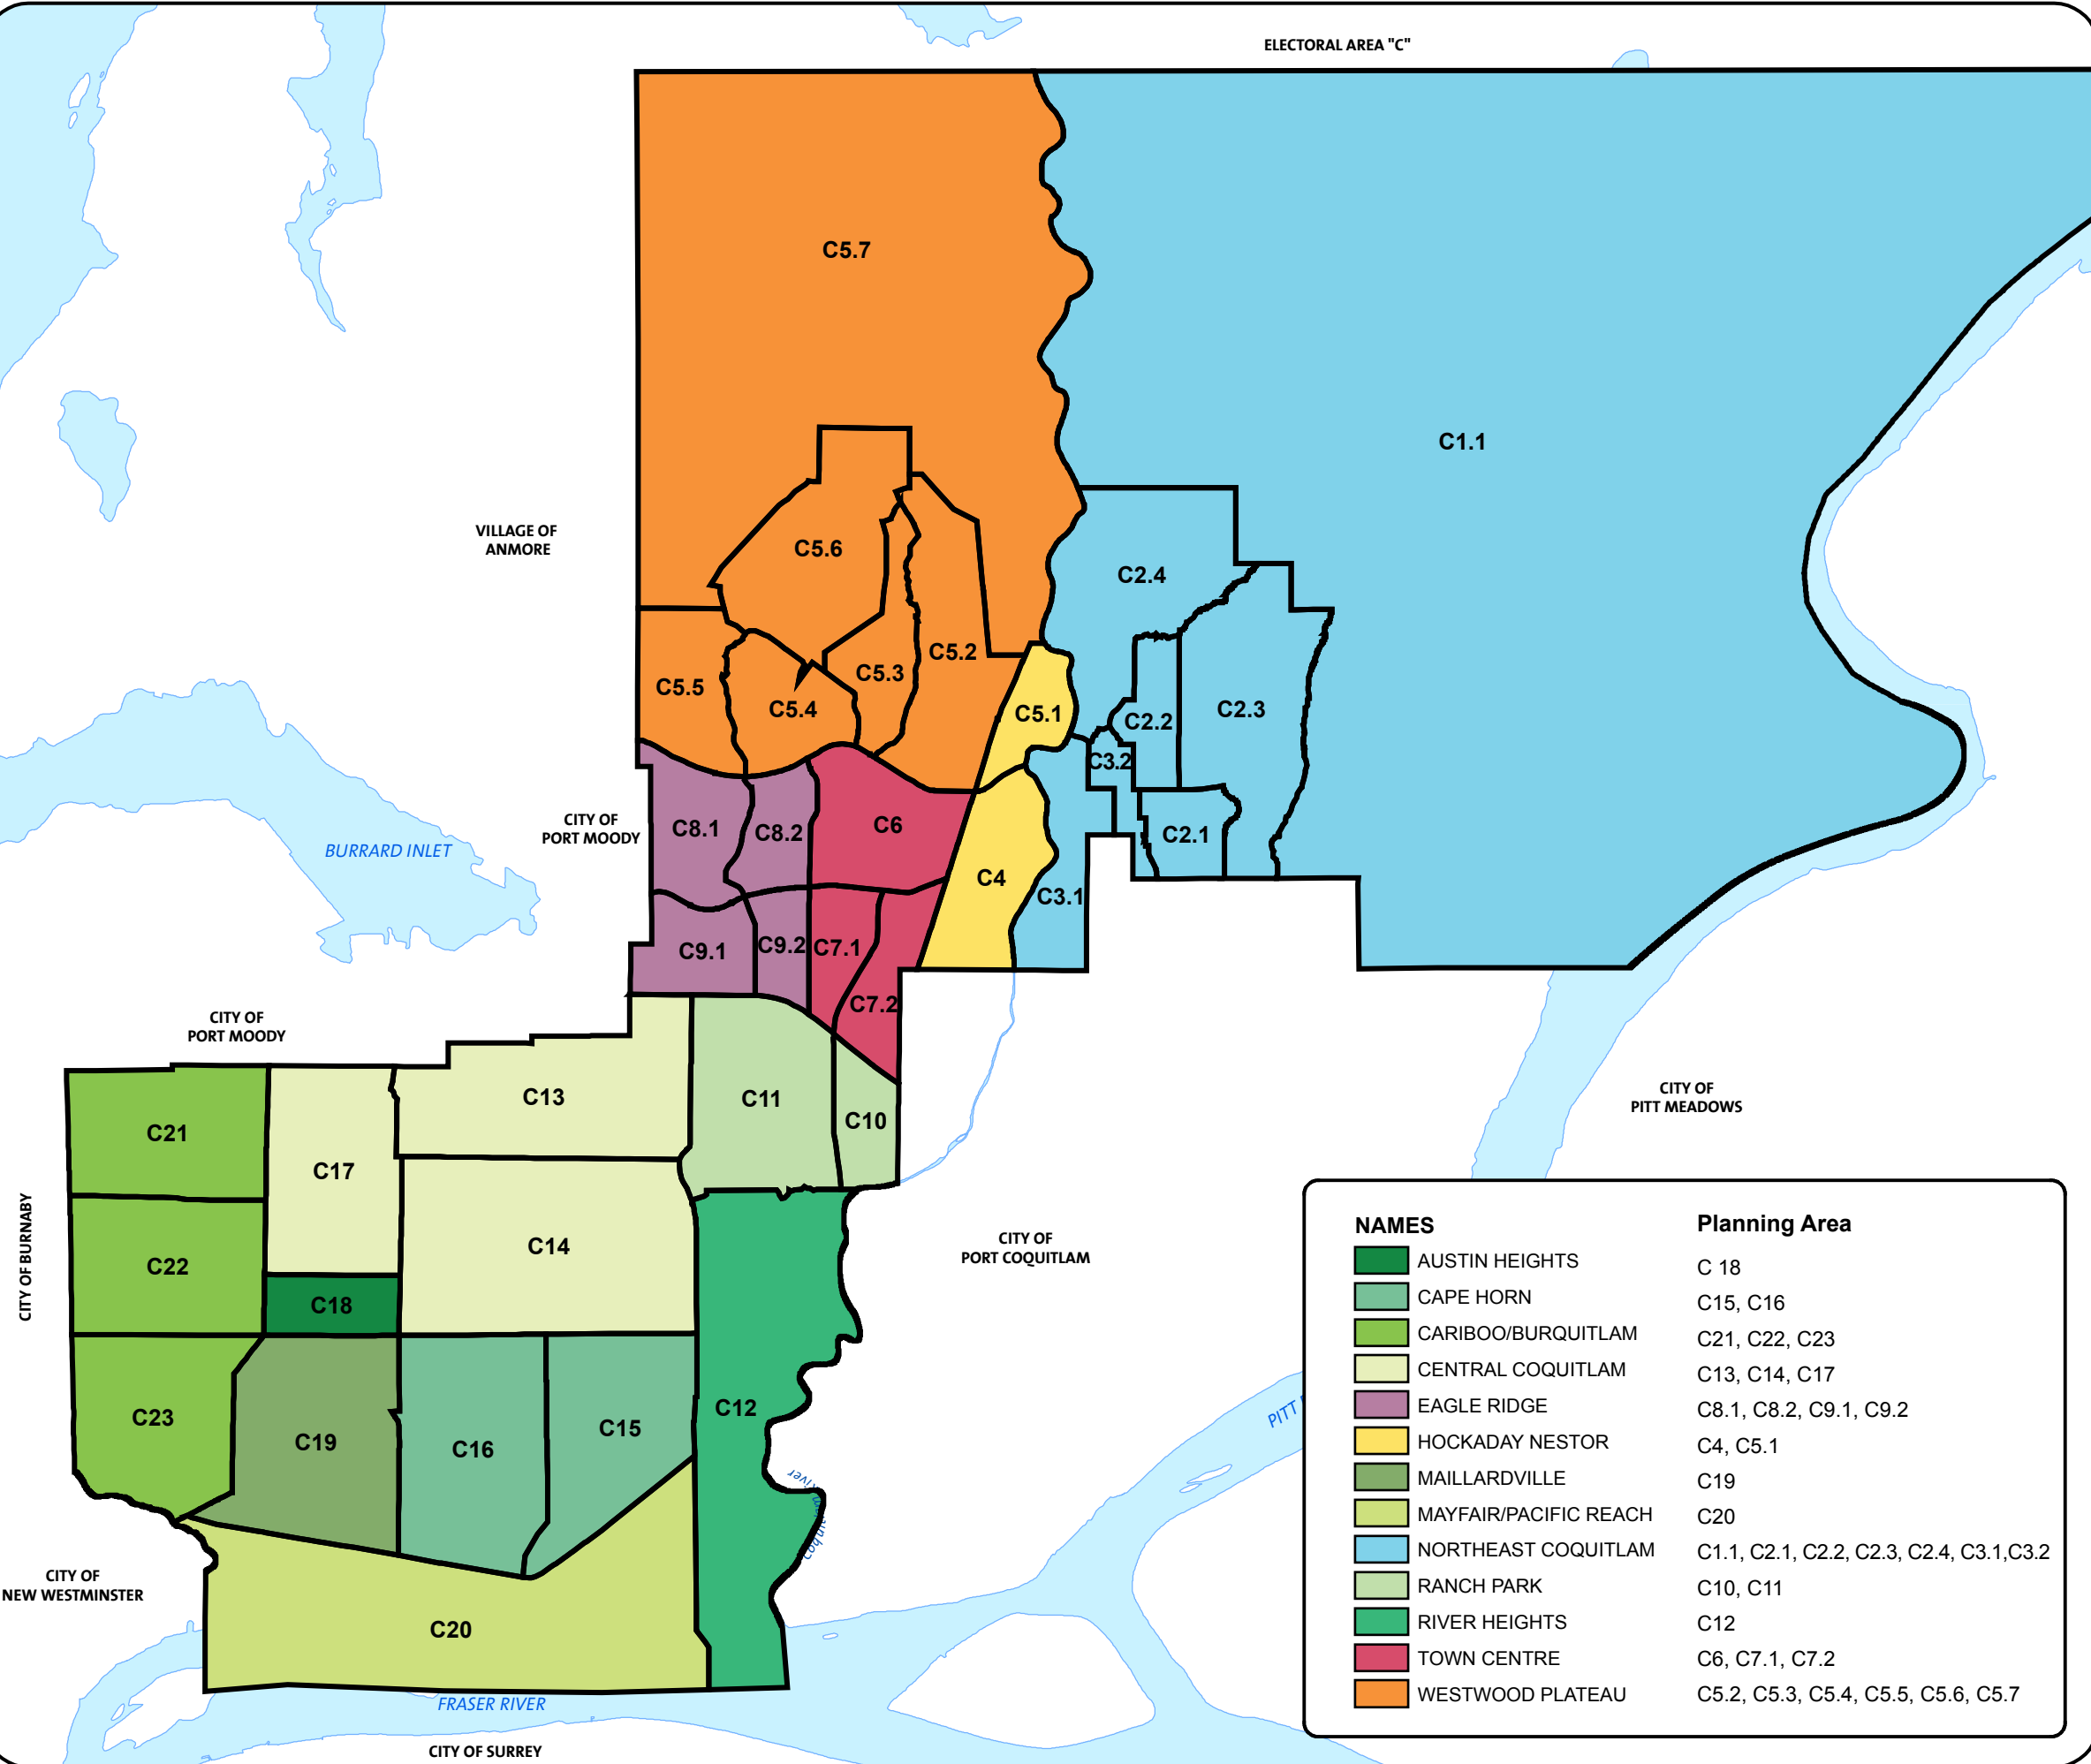 ELECTORAL AREA "C"
C5.7
C1.1
VILLAGE OF
ANMORE
C5.6
C2.4
C5.2
C5.3
C5.5
C5.4
C5.1
C2.2
C2.3
C3.2
CITY OF
PORT MOODY
BURRARD INLET
C8.1
C8.2
C6
C2.1
C4
C3.1
C9.1
C9.2
C7.1
C7.2
CITY OF
PORT MOODY
C13
C11
C10
CITY OF
PITT MEADOWS
C21
C17
CITY OF BURNABY
C22
C14
C18
CITY OF
PORT COQUITLAM
C23
C19
C16
C15
C12
PITT
River
CITY OF
NEW WESTMINSTER
C20
FRASER RIVER
CITY OF SURREY
NAMES Planning Area
AUSTIN HEIGHTS C 18
CAPE HORN C15, C16
CARIBOO/BURQUITLAM C21, C22, C23
CENTRAL COQUITLAM C13, C14, C17
EAGLE RIDGE C8.1, C8.2, C9.1, C9.2
HOCKADAY NESTOR C4, C5.1
MAILLARDVILLE C19
MAYFAIR/PACIFIC REACH C20
NORTHEAST COQUITLAM C1.1, C2.1, C2.2, C2.3, C2.4, C3.1,C3.2
RANCH PARK C10, C11
RIVER HEIGHTS C12
TOWN CENTRE C6, C7.1, C7.2
WESTWOOD PLATEAU C5.2, C5.3, C5.4, C5.5, C5.6, C5.7